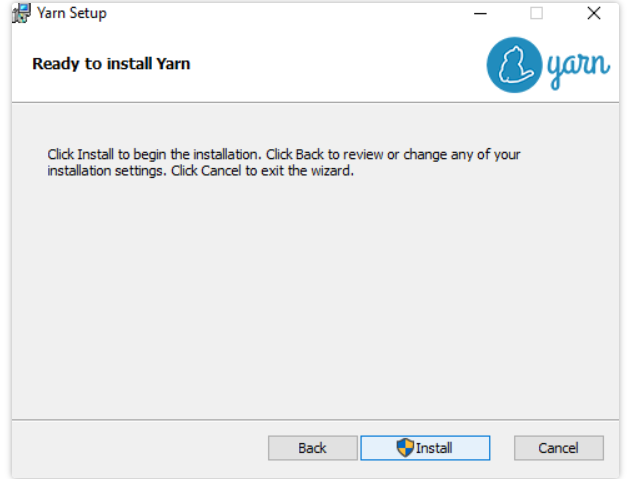 Yarn Setup
Ready to install Yarn
yarn
Click Install to begin the installation. Click Back to review or change any of your
installation settings. Click Cancel to exit the wizard.
Back
Install
Cancel